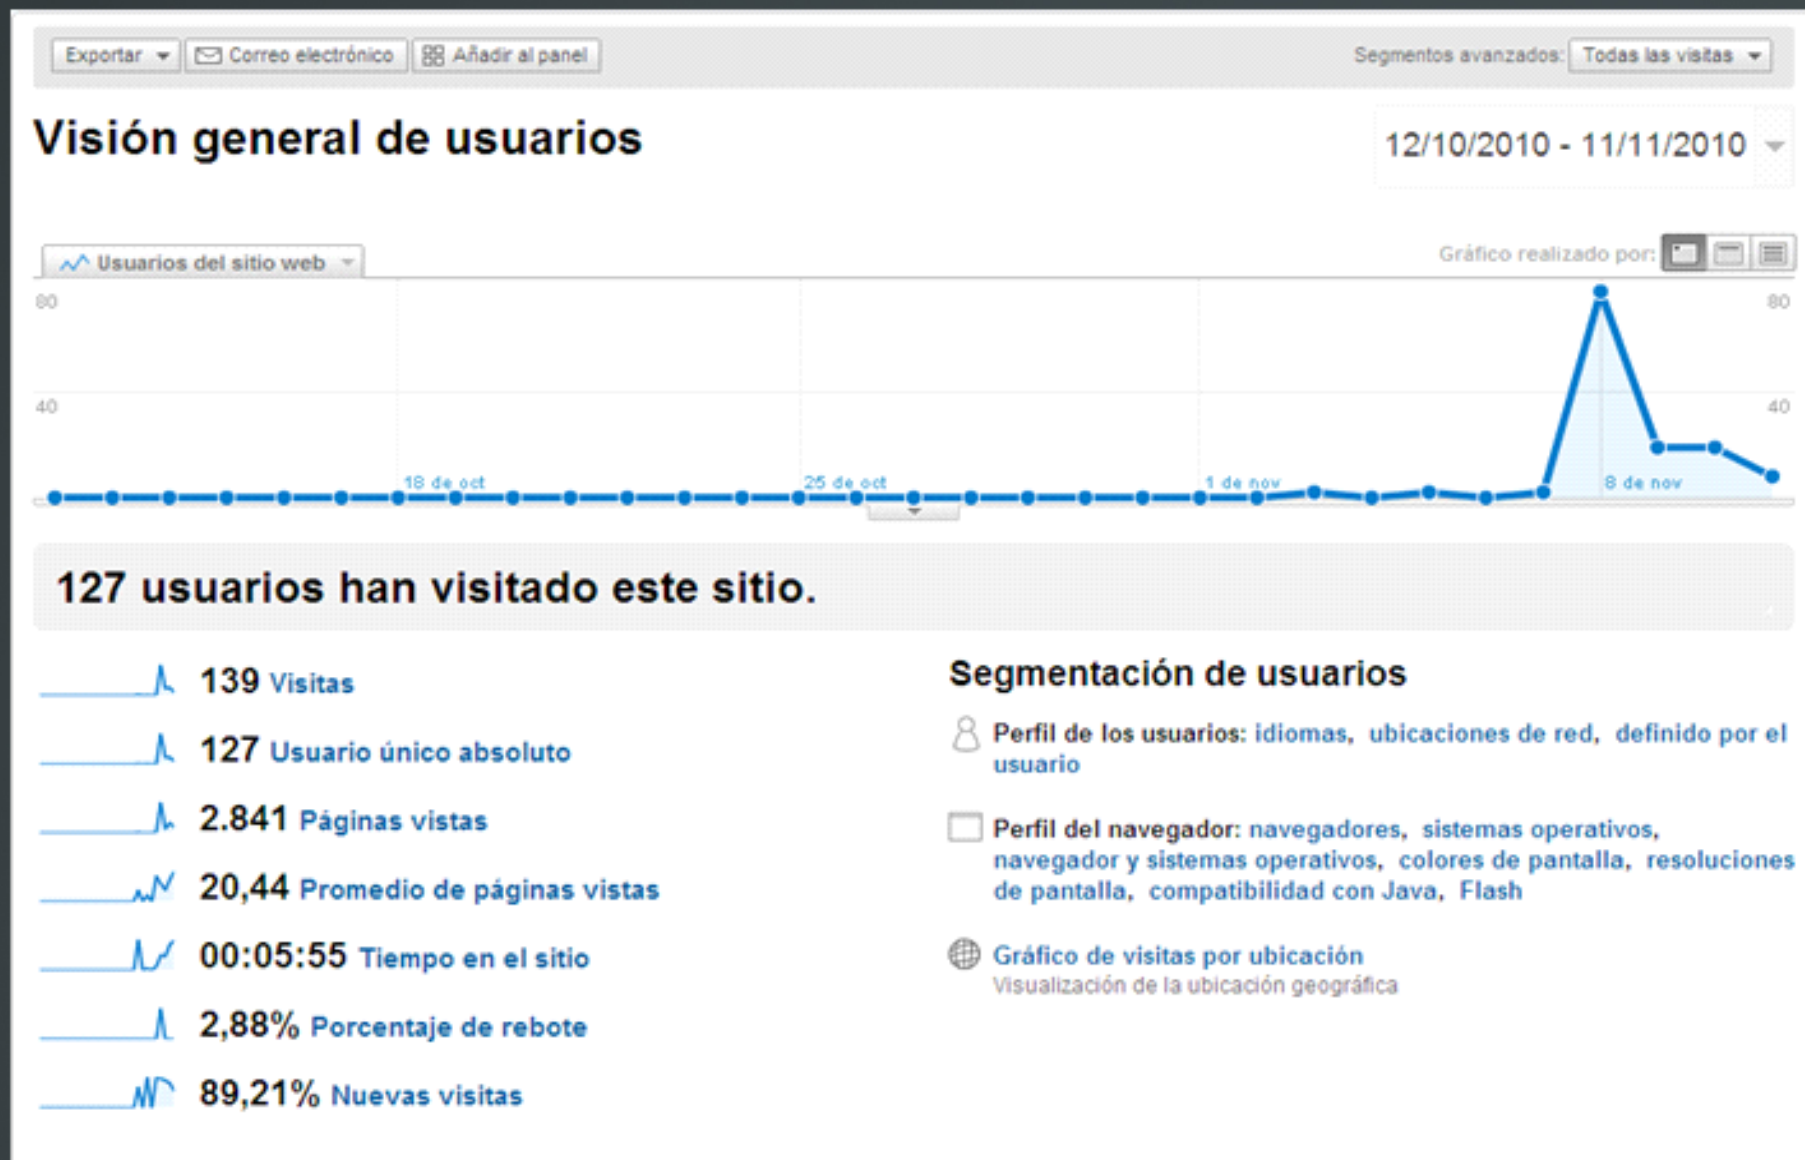 Exportar Correo electrónico Añadir al panel Segmentos avanzados: Todas las visitas
Visión general de usuarios
12/10/2010 - 11/11/2010
Usuarios del sitio web
Gráfico realizado por:
80 80
40 40
18 de oct 25 de oct 1 de nov 8 de nov
127 usuarios han visitado este sitio.
139 Visitas
127 Usuario único absoluto
2.841 Páginas vistas
20,44 Promedio de páginas vistas
00:05:55 Tiempo en el sitio
2,88% Porcentaje de rebote
89,21% Nuevas visitas
Segmentación de usuarios
Perfil de los usuarios: idiomas, ubicaciones de red, definido por el
usuario
Perfil del navegador: navegadores, sistemas operativos,
navegador y sistemas operativos, colores de pantalla, resoluciones
de pantalla, compatibilidad con Java, Flash
Gráfico de visitas por ubicación
Visualización de la ubicación geográfica